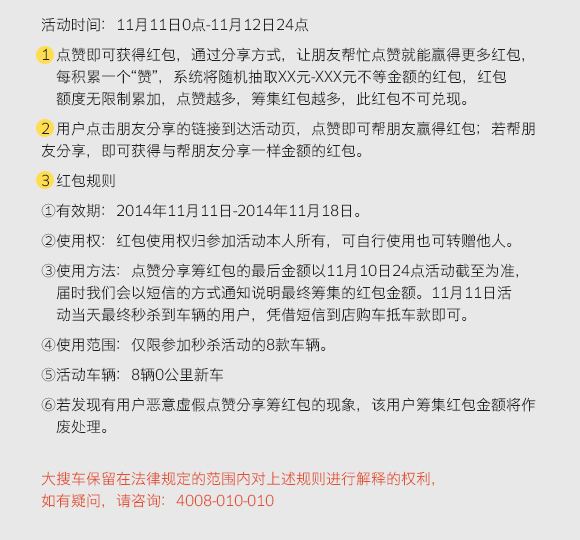 活动时间：11月11日0点-11月12日24点
1 点赞即可获得红包，通过分享方式，让朋友帮忙点赞就能赢得更多红包，
每积累一个“赞”，系统将随机抽取XX元-XXX元不等金额的红包，红包
额度无限制累加，点赞越多，筹集红包越多，此红包不可兑现。
2 用户点击朋友分享的链接到达活动页，点赞即可帮朋友赢得红包；若帮朋
友分享，即可获得与帮朋友分享一样金额的红包。
3 红包规则
①有效期：2014年11月11日-2014年11月18日。
②使用权：红包使用权归参加活动本人所有，可自行使用也可转赠他人。
③使用方法：点赞分享筹红包的最后金额以11月10日24点活动截至为准，
届时我们会以短信的方式通知说明最终筹集的红包金额。11月11日活
动当天最终秒杀到车辆的用户，凭借短信到店购车抵车款即可。
④使用范围：仅限参加秒杀活动的8款车辆。
⑤活动车辆：8辆0公里新车
⑥若发现有用户恶意虚假点赞分享筹红包的现象，该用户筹集红包金额将作
废处理。
大搜车保留在法律规定的范围内对上述规则进行解释的权利，
如有疑问，请咨询：4008-010-010